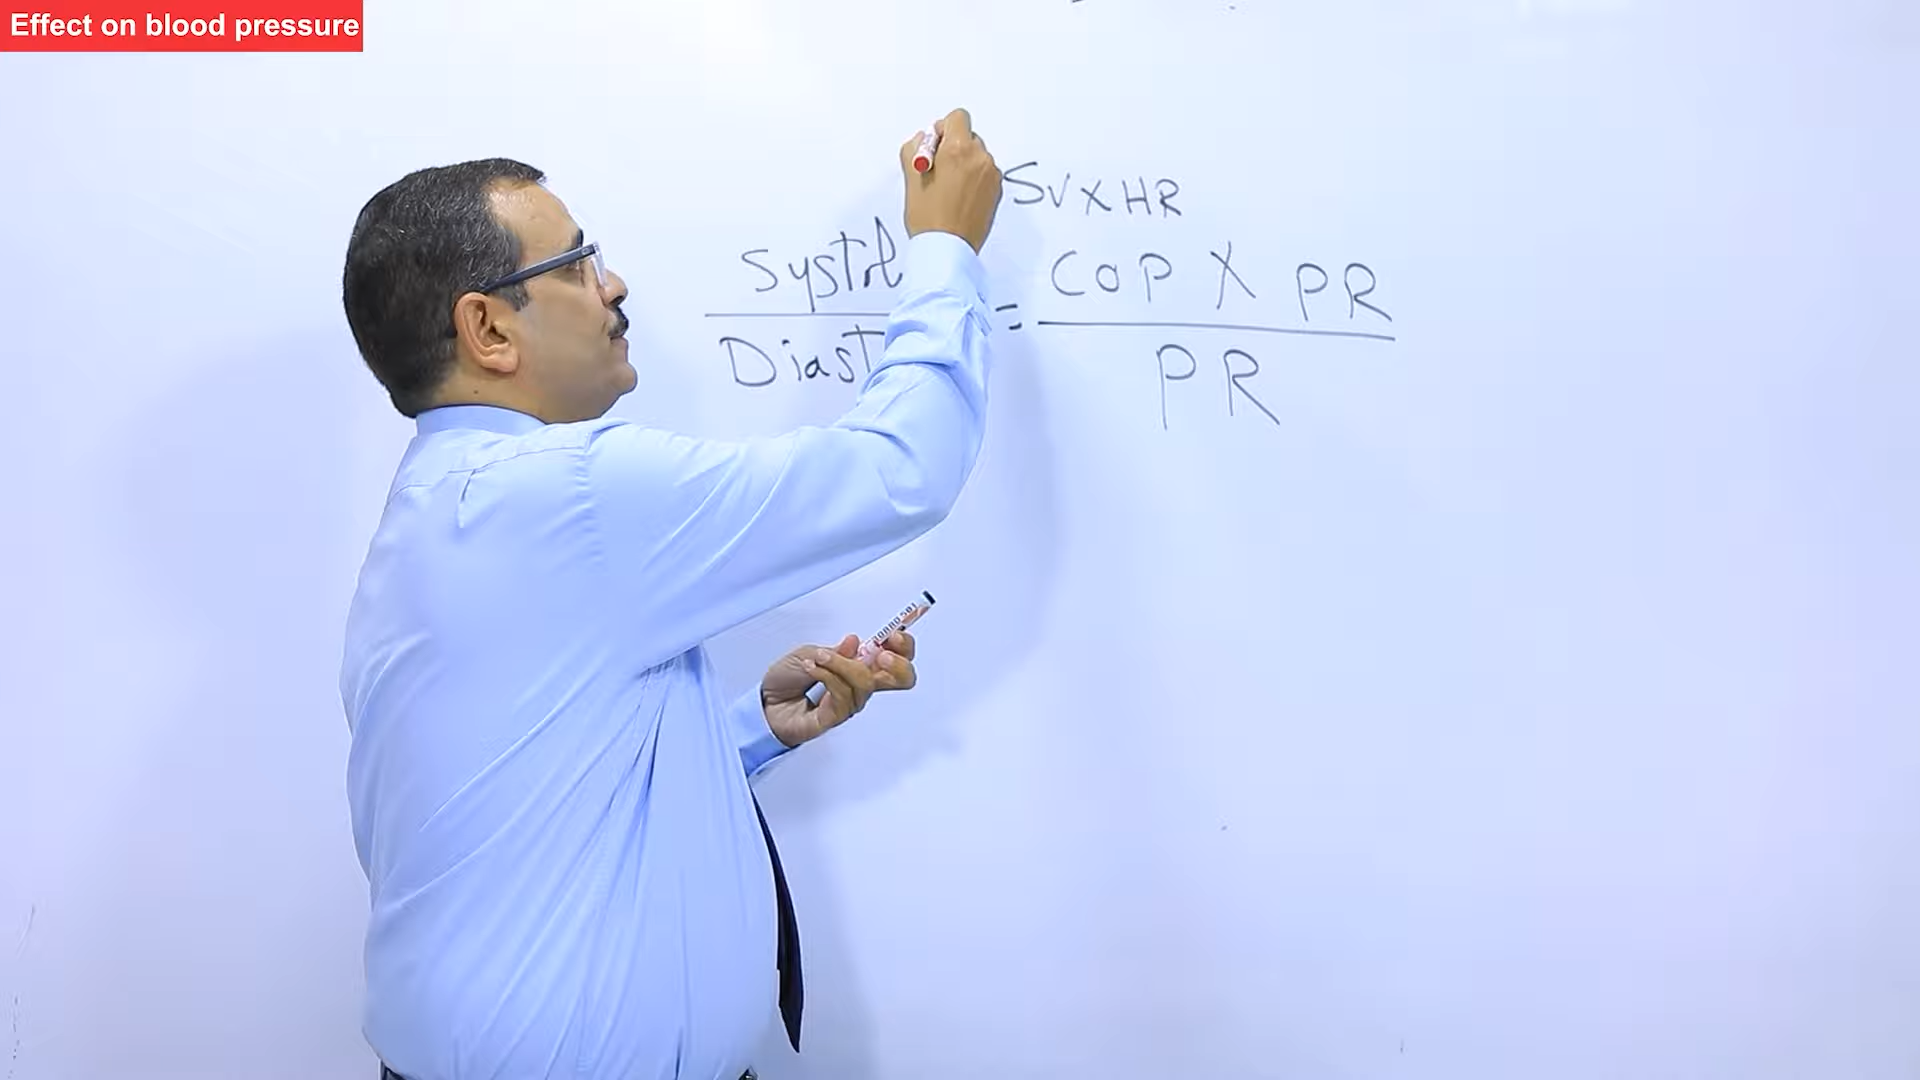 Effect on blood pressure
SV X HR
Systol = COP X PR
Diast PR